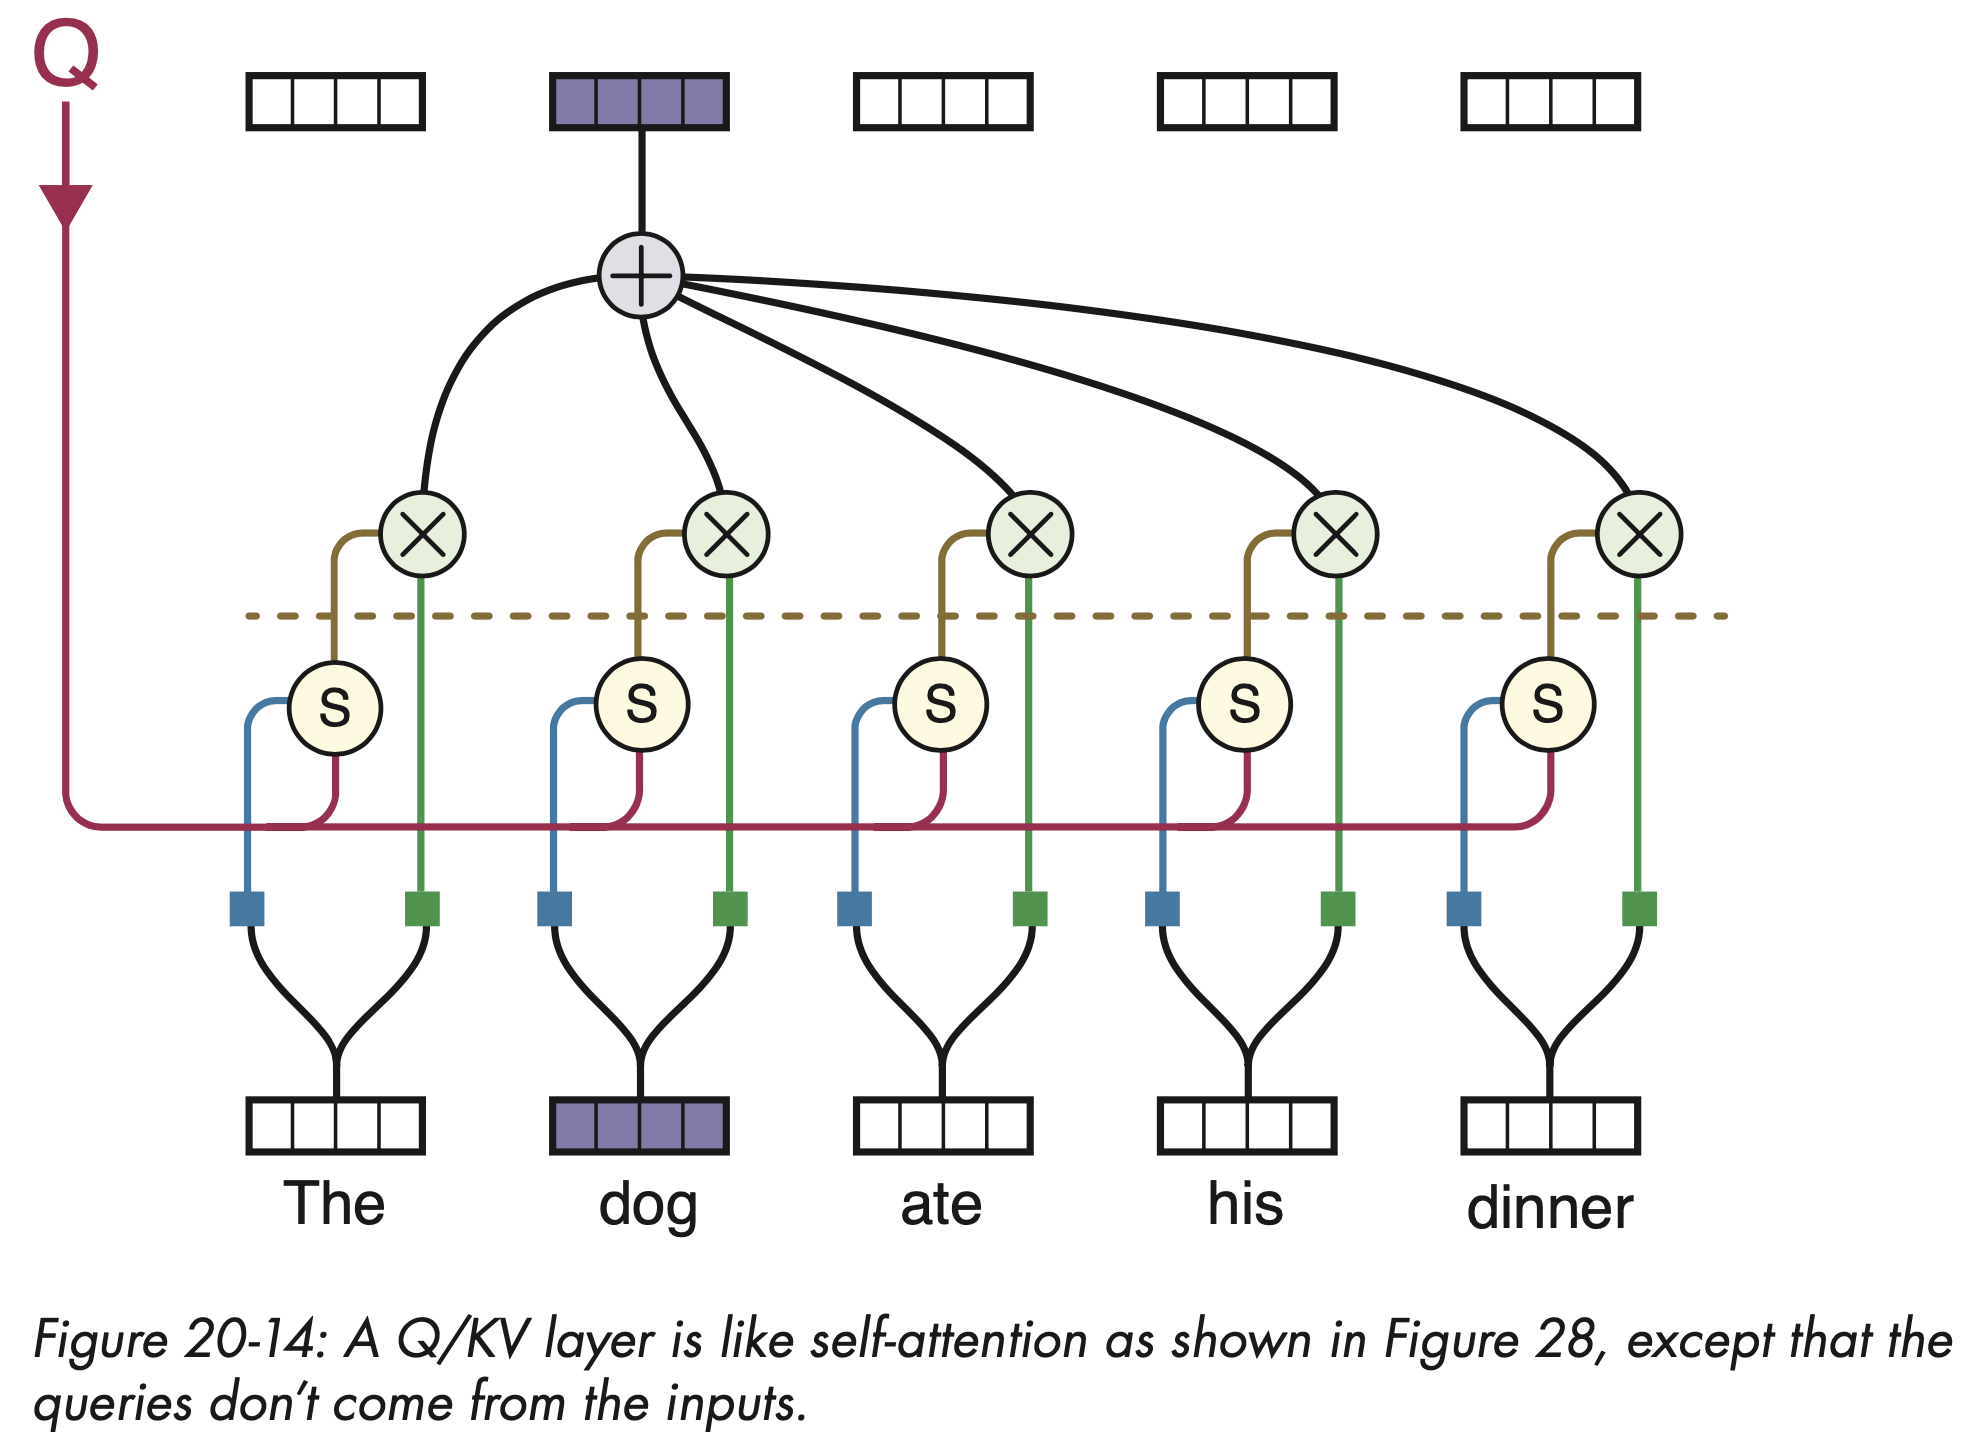 Q
S S S S S
The dog ate his dinner
Figure 20-14: A Q/KV layer is like self-attention as shown in Figure 28, except that the
queries don’t come from the inputs.